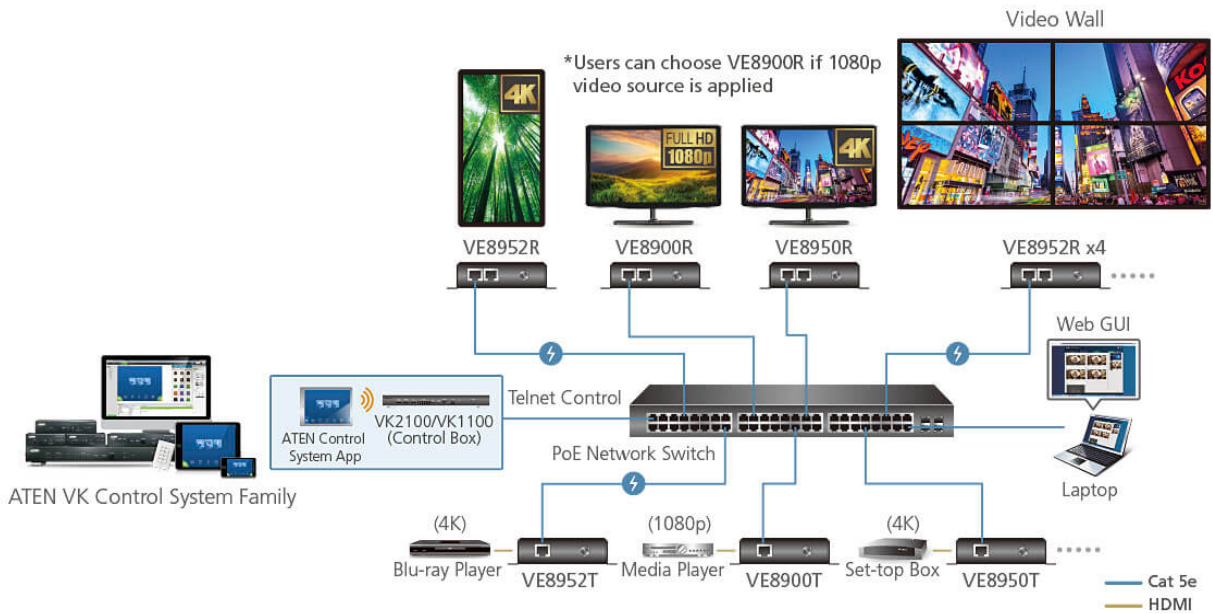 Video Wall
*Users can choose VE8900R if 1080p
video source is applied
4K
FULL HD
1080p
4K
VE8952R
VE8900R
VE8950R
VE8952R x4
Web GUI
Telnet Control
ATEN Control
System App
VK2100/VK1100
(Control Box)
PoE Network Switch
Laptop
ATEN VK Control System Family
(4K)
Blu-ray Player
VE8952T
(1080p)
Media Player
VE8900T
(4K)
Set-top Box
VE8950T
Cat 5e
HDMI